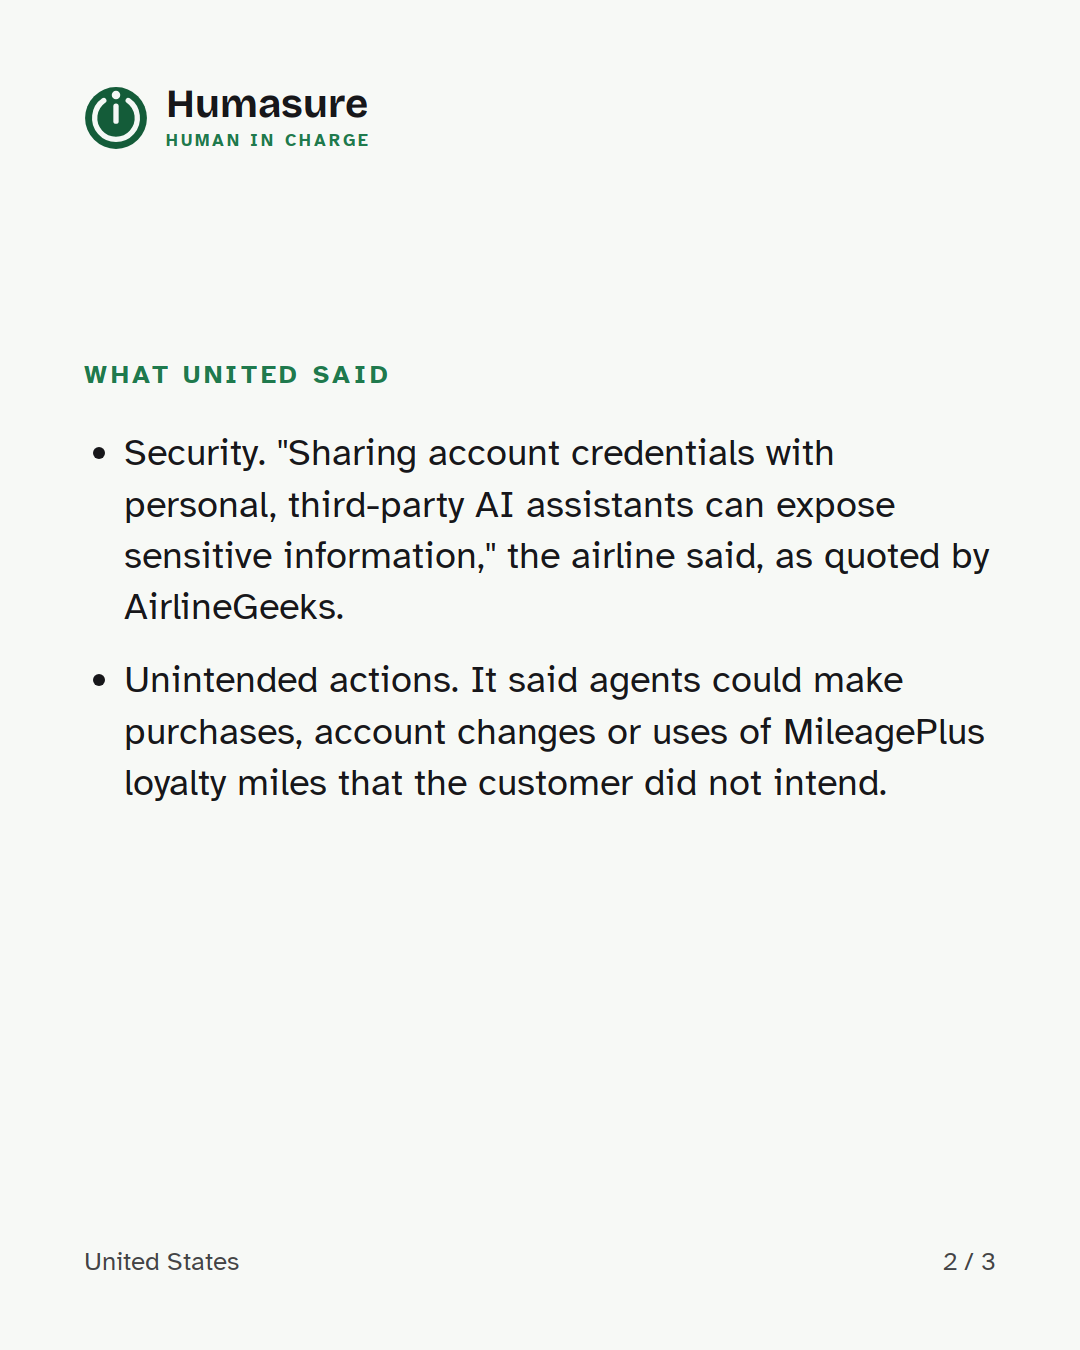 Humasure
HUMAN IN CHARGE
WHAT UNITED SAID
• Security. "Sharing account credentials with
personal, third-party AI assistants can expose
sensitive information," the airline said, as quoted by
AirlineGeeks.
• Unintended actions. It said agents could make
purchases, account changes or uses of MileagePlus
loyalty miles that the customer did not intend.
United States
2 / 3